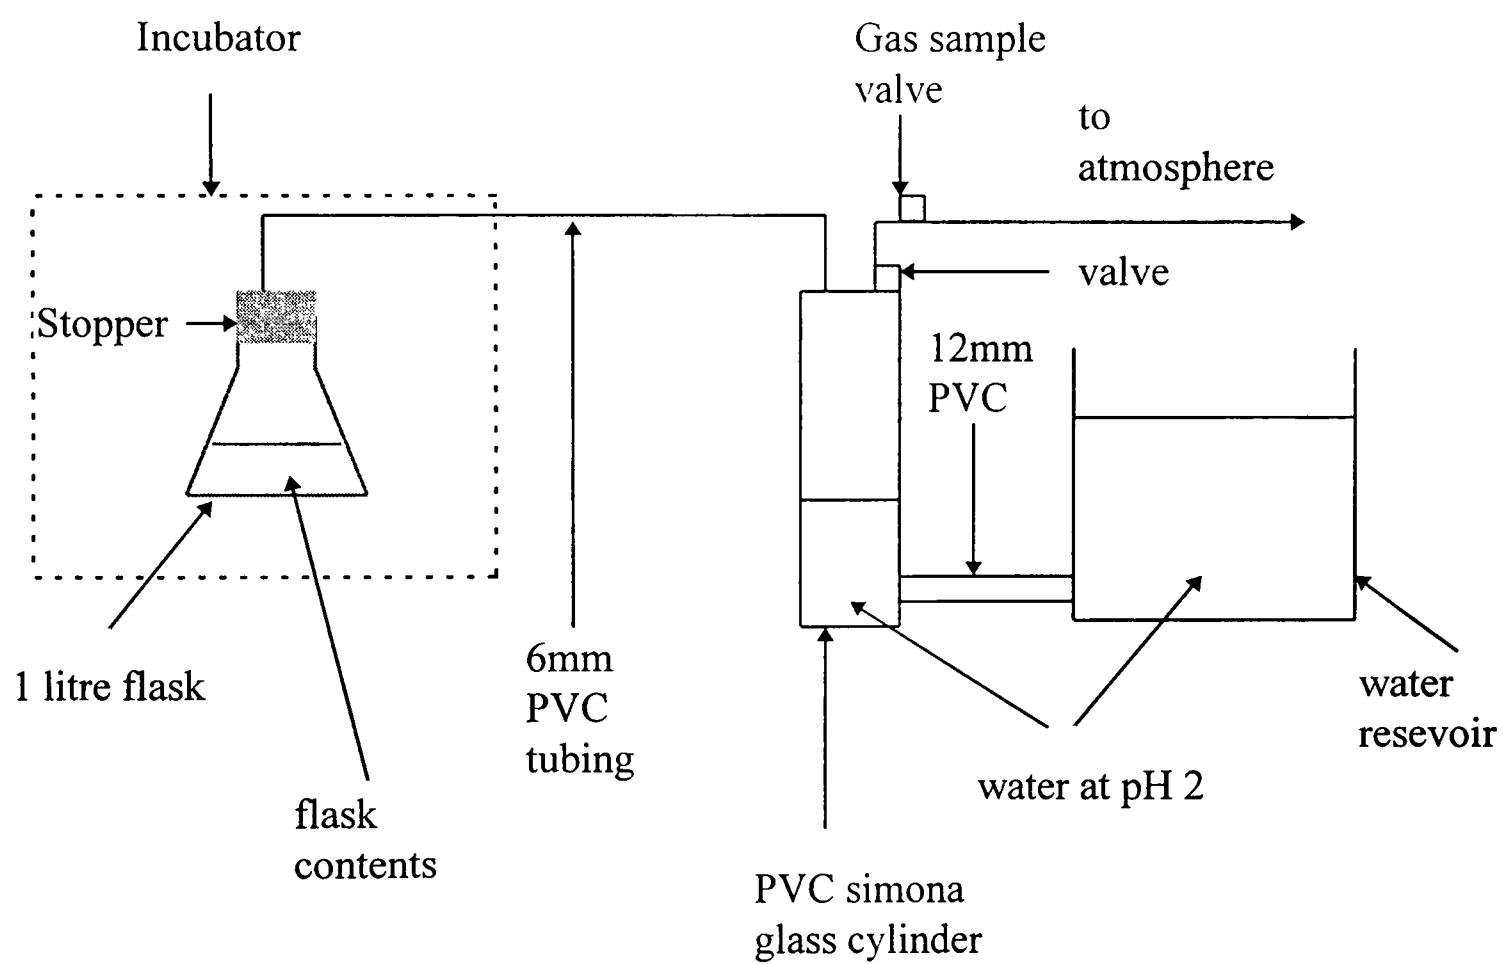 Incubator
Gas sample
valve
to
atmosphere
valve
Stopper
12mm
PVC
1 litre flask
6mm
PVC
tubing
water
resevoir
water at pH 2
flask
contents
PVC simona
glass cylinder